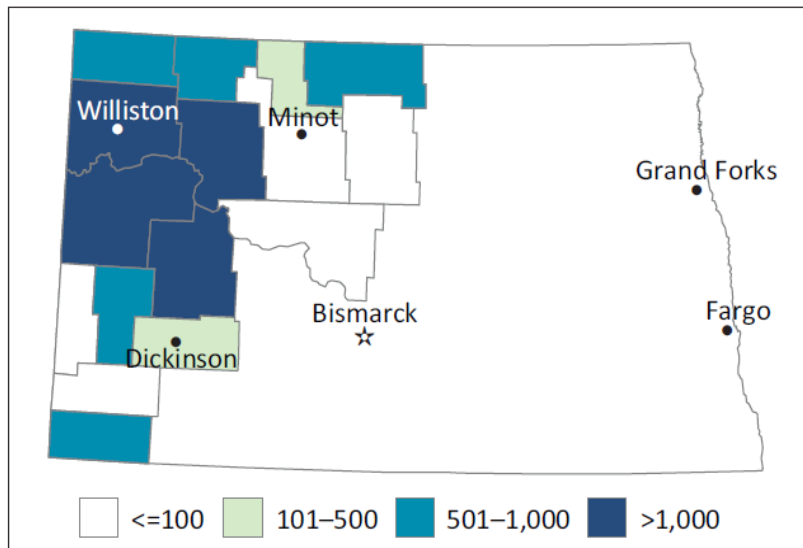 Williston
Minot
Grand Forks
Bismarck
Fargo
Dickinson
<=100 101–500 501–1,000 >1,000